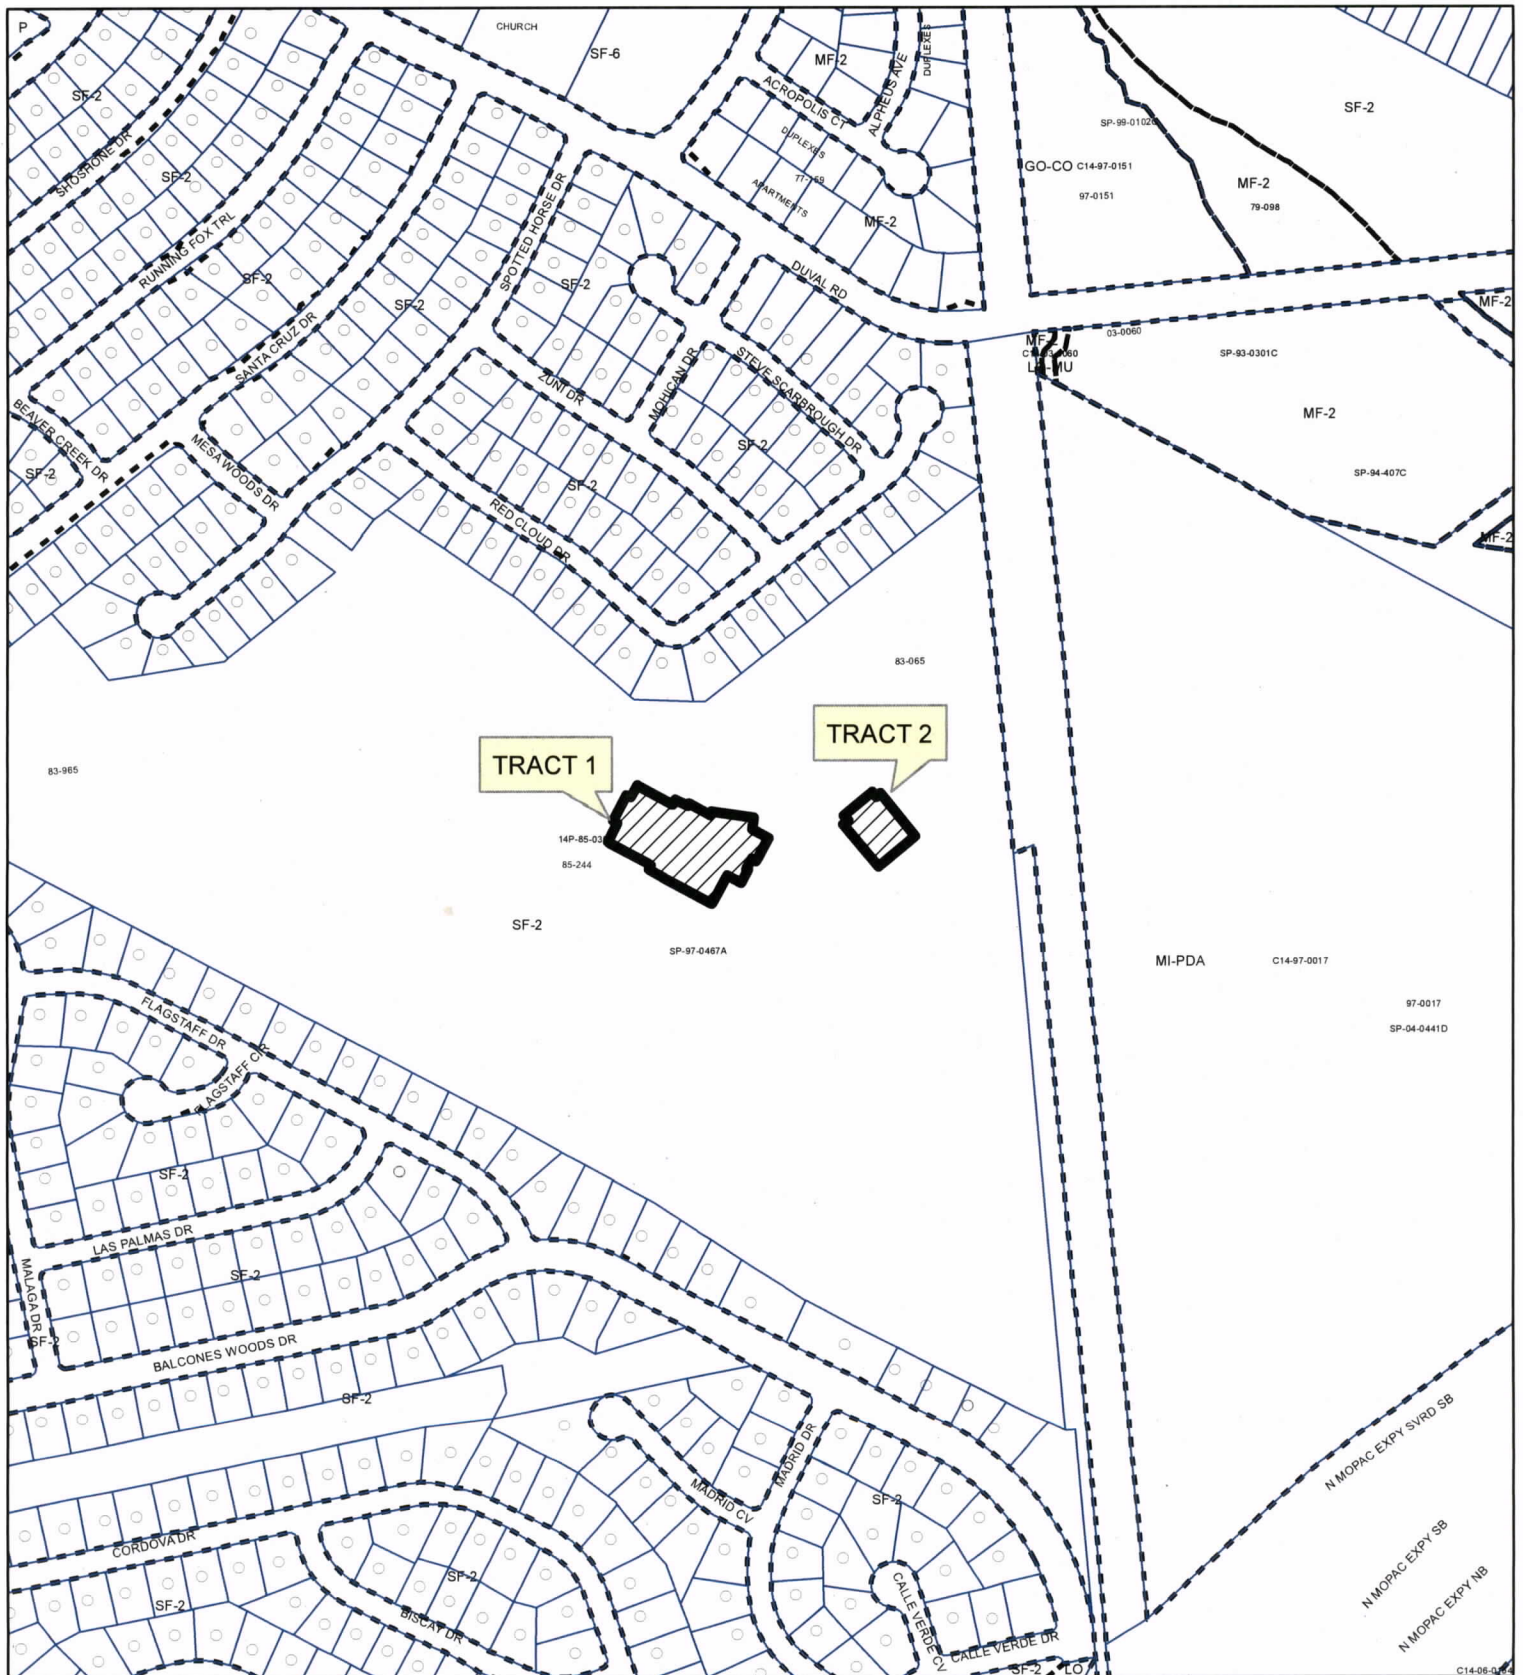 P
CHURCH
SF-6
MF-2
ALPHEUS AVE
DUPLEXES
ACROPOLIS CT
SF-2
SF-2
SHOSHONE DR
SP-99-0102C
DUPLEXES
77-159
APARTMENTS
GO-CO C14-97-0151
97-0151
MF-2
79-098
SF-2
RUNNING FOX TRL
SPOTTED HORSE DR
MF-2
SF-2
SF-2
SF-2
DUVAL RD
MF-2
SANTA CRUZ DR
03-0060
MF-2
SP-93-0301C
STEVE SCARBROUGH DR
ZUNI DR
MOHICAN DR
BEAVER CREEK DR
MF-2
MESA WOODS DR
SF-2
SF-2
SF-2
SP-94-407C
RED CLOUD DR
MF-2
83-065
TRACT 2
TRACT 1
83-965
85-244
SF-2
SP-97-0467A
MI-PDA
C14-97-0017
97-0017
SP-04-0441D
FLAGSTAFF DR
FLAGSTAFF CIR
SF-2
LAS PALMAS DR
SF-2
MALAGA DR
SF-2
BALCONES WOODS DR
SF-2
N MOPAC EXPY SVRD SB
MADRID DR
MADRID CV
SF-2
CORDOVA DR
N MOPAC EXPY SB
SF-2
SF-2
CALLE VERDE CV
N MOPAC EXPY NB
BISCAY DR
CALLE VERDE DR
SF-2
LO